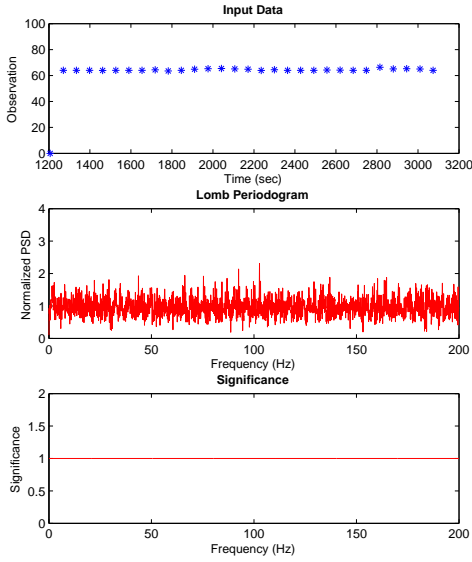 Input Data
Observation
100
80
60
40
20
0
1200 1400 1600 1800 2000 2200 2400 2600 2800 3000 3200
Time (sec)
Lomb Periodogram
Normalized PSD
4
3
2
1
0
0 50 100 150 200
Frequency (Hz)
Significance
Significance
2
1.5
1
0.5
0
0 50 100 150 200
Frequency (Hz)